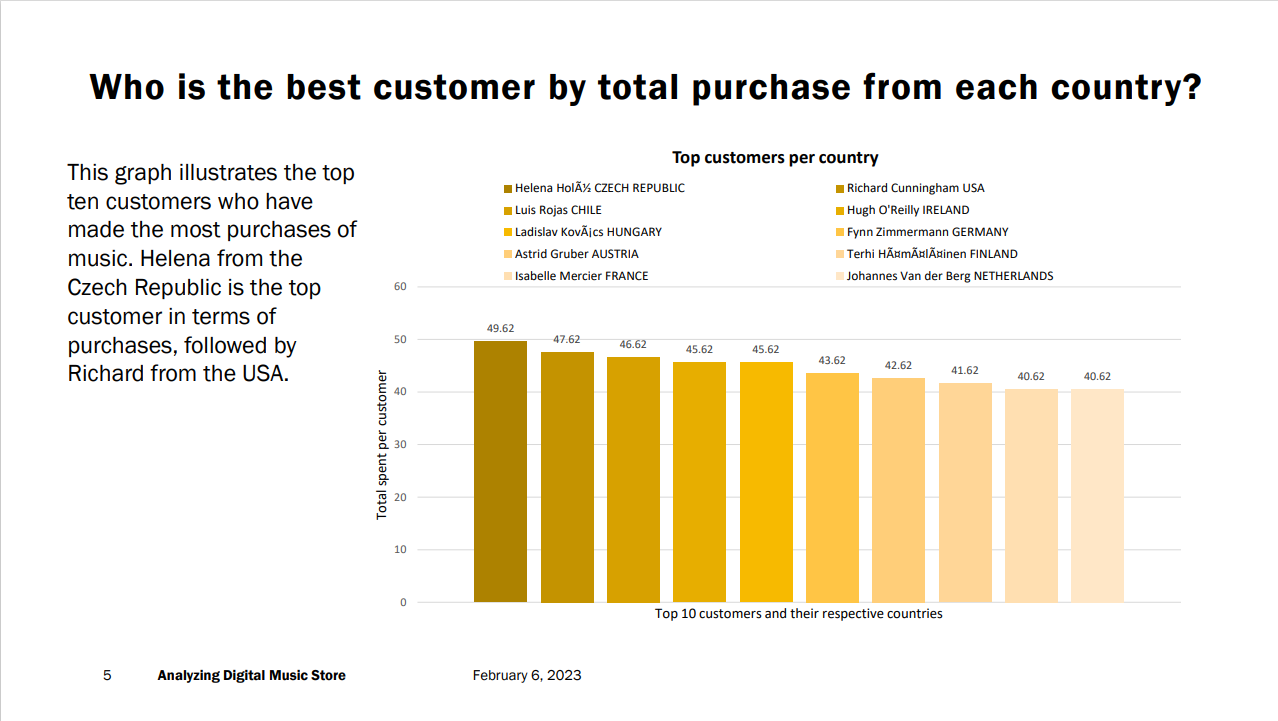 Who is the best customer by total purchase from each country?
This graph illustrates the top
ten customers who have
made the most purchases of
music. Helena from the
Czech Republic is the top
customer in terms of
purchases, followed by
Richard from the USA.
Top customers per country
Helena HolÃ½ CZECH REPUBLIC
Richard Cunningham USA
Luis Rojas CHILE
Hugh O'Reilly IRELAND
Ladislav KovÃ¡cs HUNGARY
Fynn Zimmermann GERMANY
Astrid Gruber AUSTRIA
Terhi HÃ¤mÃ¤lÃ¤inen FINLAND
Isabelle Mercier FRANCE
Johannes Van der Berg NETHERLANDS
Total spent per customer
60
50
40
30
20
10
0
49.62
47.62
46.62
45.62
45.62
43.62
42.62
41.62
40.62
40.62
Top 10 customers and their respective countries
5
Analyzing Digital Music Store
February 6, 2023